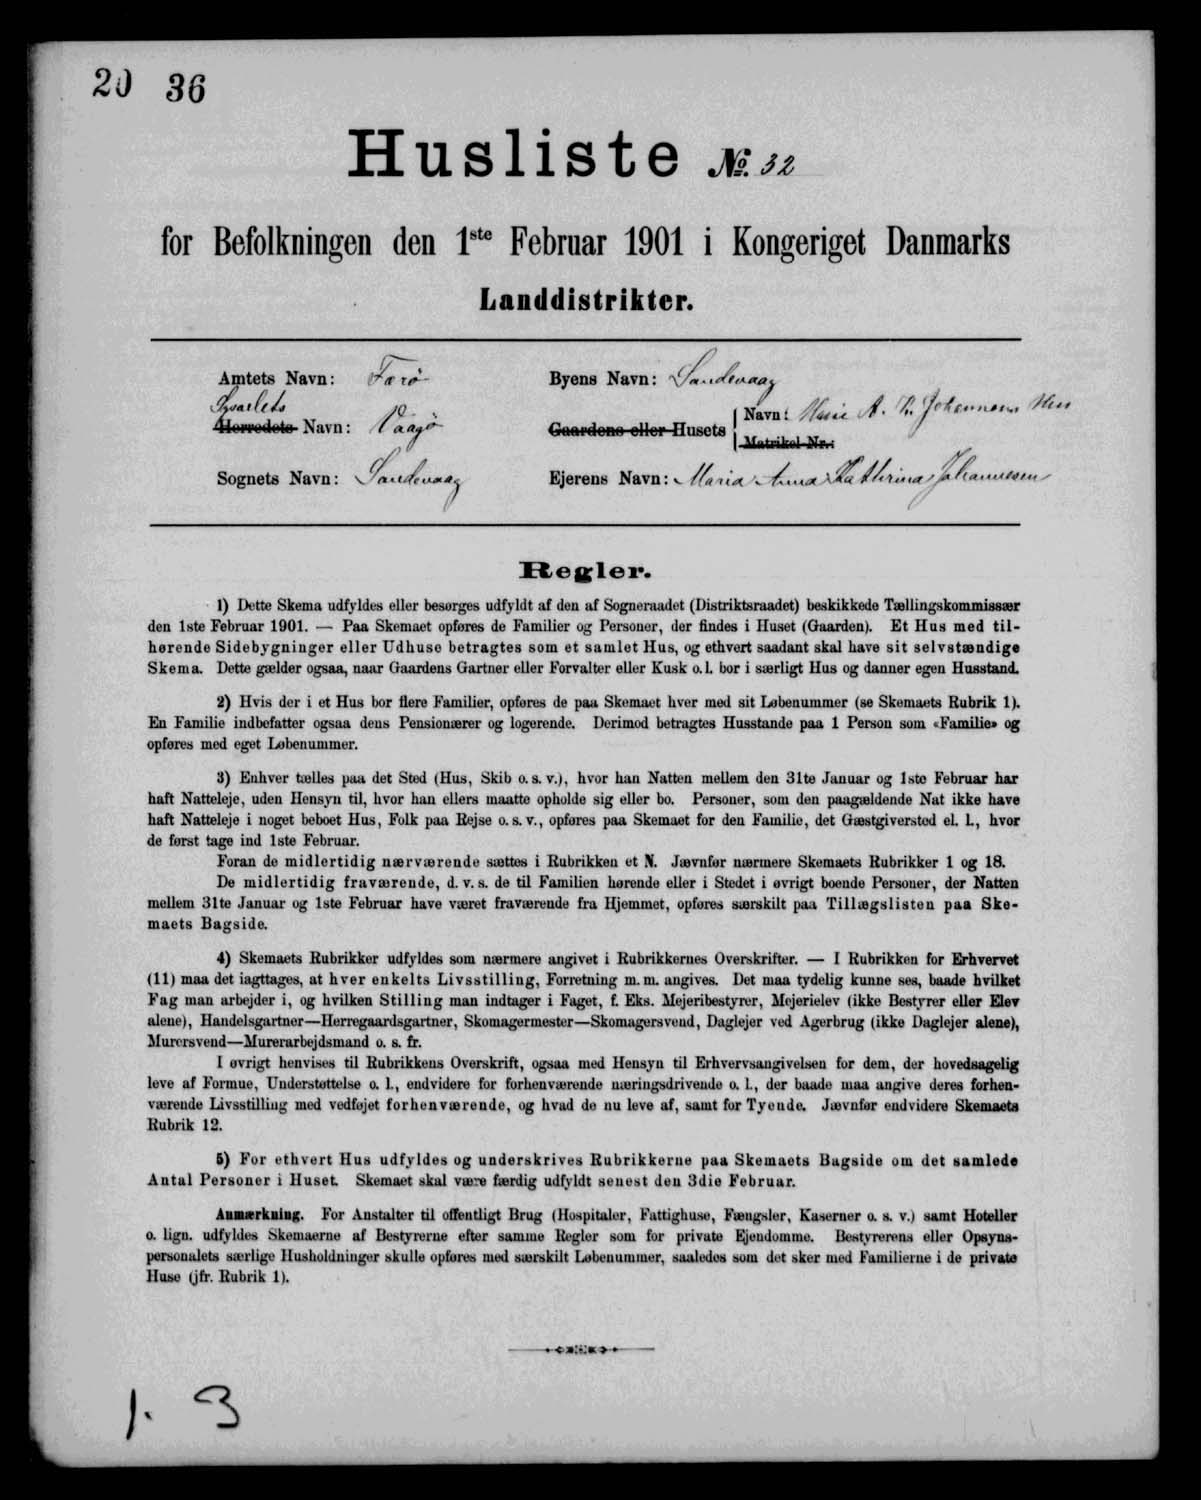 20 36
Husliste № 32
for Befolkningen den 1ste Februar 1901 i Kongeriget Danmarks
Landdistrikter.
Amtets Navn: Færö
Byens Navn: Sandevaag
Sysselets
Herredets Navn: Vaagö
Gaardens eller Husets
Navn: A. Johannesens Hus
Matrikel-Nr.:
Sognets Navn: Sandevaag
Ejerens Navn: Maria Anna Kathrina Johannesen
Regler.
1) Dette Skema udfyldes eller besørges udfyldt af den af Sogneraadet (Distriktsraadet) beskikkede Tællingskommissær
den 1ste Februar 1901. — Paa Skemaet opføres de Familier og Personer, der findes i Huset (Gaarden). Et Hus med til-
hørende Sidebygninger eller Udhuse betragtes som et samlet Hus, og ethvert saadant skal have sit selvstændige
Skema. Dette gælder ogsaa, naar Gaardens Gartner eller Forvalter eller Kusk o. l. bor i særligt Hus og danner egen Husstand.
2) Hvis der i et Hus bor flere Familier, opføres de paa Skemaet hver med sit Løbenummer (se Skemaets Rubrik 1).
En Familie indbefatter ogsaa dens Pensionærer og logerende. Derimod betragtes Husstande paa 1 Person som «Familie» og
opføres med eget Løbenummer.
3) Enhver tælles paa det Sted (Hus, Skib o. s. v.), hvor han Natten mellem den 31te Januar og 1ste Februar har
haft Natteleje, uden Hensyn til, hvor han ellers maatte opholde sig eller bo. Personer, som den paagældende Nat ikke have
haft Natteleje i noget beboet Hus, Folk paa Rejse o. s. v., opføres paa Skemaet for den Familie, det Gæstgiversted el. l., hvor
de først tage ind 1ste Februar.
Foran de midlertidig nærværende sættes i Rubrikken et N. Jævnfør nærmere Skemaets Rubrikker 1 og 18.
De midlertidig fraværende, d. v. s. de til Familien hørende eller i Stedet i øvrigt boende Personer, der Natten
mellem 31te Januar og 1ste Februar have været fraværende fra Hjemmet, opføres særskilt paa Tillægslisten paa Ske-
maets Bagside.
4) Skemaets Rubrikker udfyldes som nærmere angivet i Rubrikkernes Overskrifter. — I Rubrikken for Erhvervet
(11) maa det iagttages, at hver enkelts Livsstilling, Forretning m. m. angives. Det maa tydelig kunne ses, baade hvilket
Fag man arbejder i, og hvilken Stilling man indtager i Faget, f. Eks. Mejeribestyrer, Mejerielev (ikke Bestyrer eller Elev
alene), Handelsgartner—Herregaardsgartner, Skomagermester—Skomagersvend, Daglejer ved Agerbrug (ikke Daglejer alene),
Murersvend—Murerarbejdsmand o. s. fr.
I øvrigt henvises til Rubrikkens Overskrift, ogsaa med Hensyn til Erhvervsangivelsen for dem, der hovedsagelig
leve af Formue, Understøttelse o. l., endvidere for forhenværende næringsdrivende o. l., der baade maa angive deres forhen-
værende Livsstilling med vedføjet forhenværende, og hvad de nu leve af, samt for Tyende. Jævnfør endvidere Skemaets
Rubrik 12.
5) For ethvert Hus udfyldes og underskrives Rubrikkerne paa Skemaets Bagside om det samlede
Antal Personer i Huset. Skemaet skal være færdig udfyldt senest den 3die Februar.
Anmærkning. For Anstalter til offentligt Brug (Hospitaler, Fattighuse, Fængsler, Kaserner o. s. v.) samt Hoteller
o. lign. udfyldes Skemaerne af Bestyrerne efter samme Regler som for private Ejendomme. Bestyrerens eller Opsyns-
personalets særlige Husholdninger skulle opføres med særskilt Løbenummer, saaledes som det sker med Familierne i de private
Huse (jfr. Rubrik 1).
1. 3